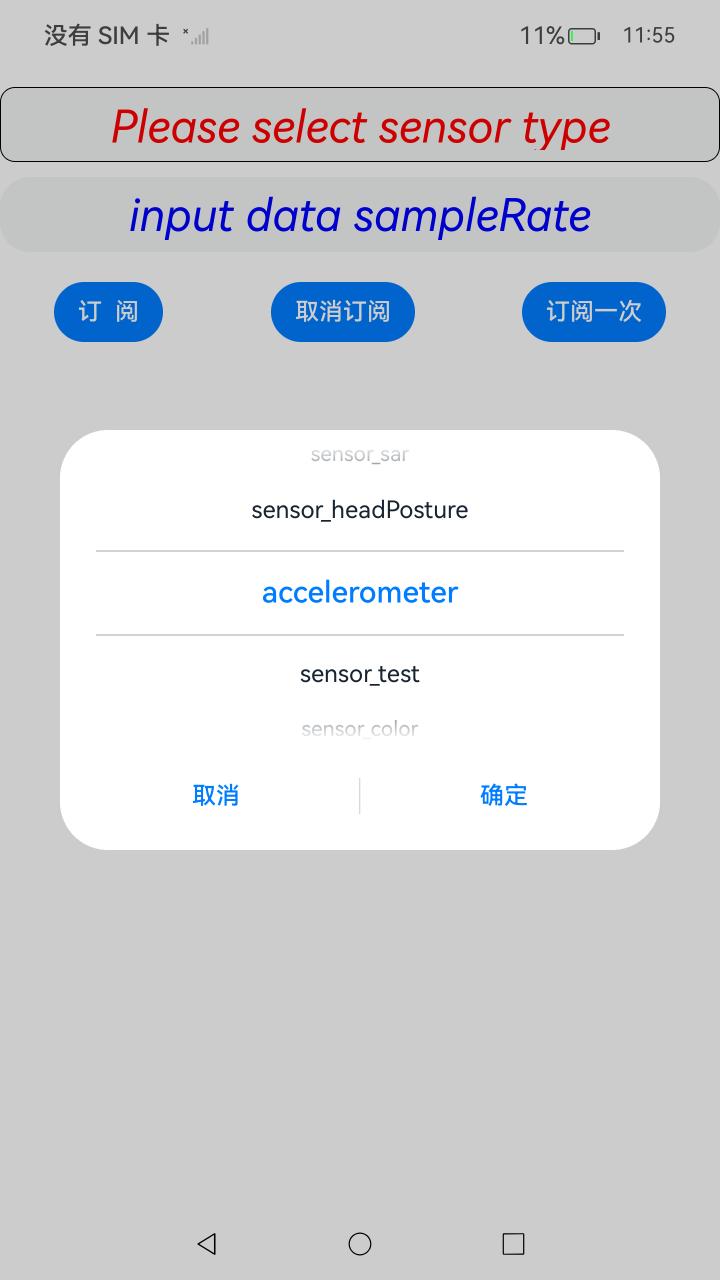 没有 SIM 卡 11% 11:55
Please select sensor type
input data sampleRate
订 阅 取消订阅 订阅一次
sensor_sar
sensor_headPosture
accelerometer
sensor_test
sensor_color
取消 确定